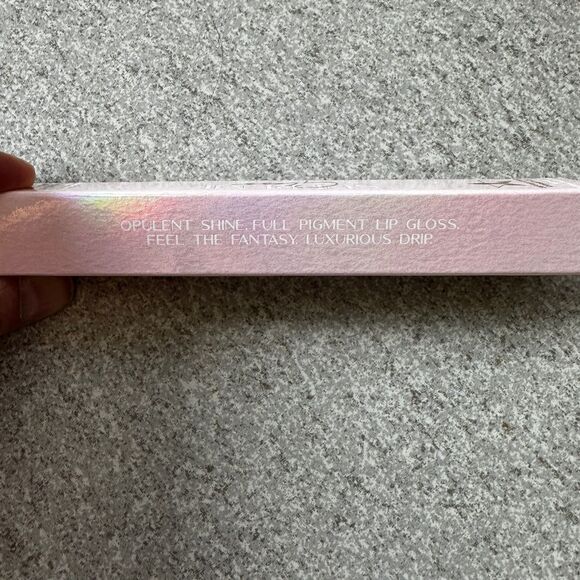 OPULENT SHINE. FULL PIGMENT LIP GLOSS.
FEEL THE FANTASY. LUXURIOUS DRIP.